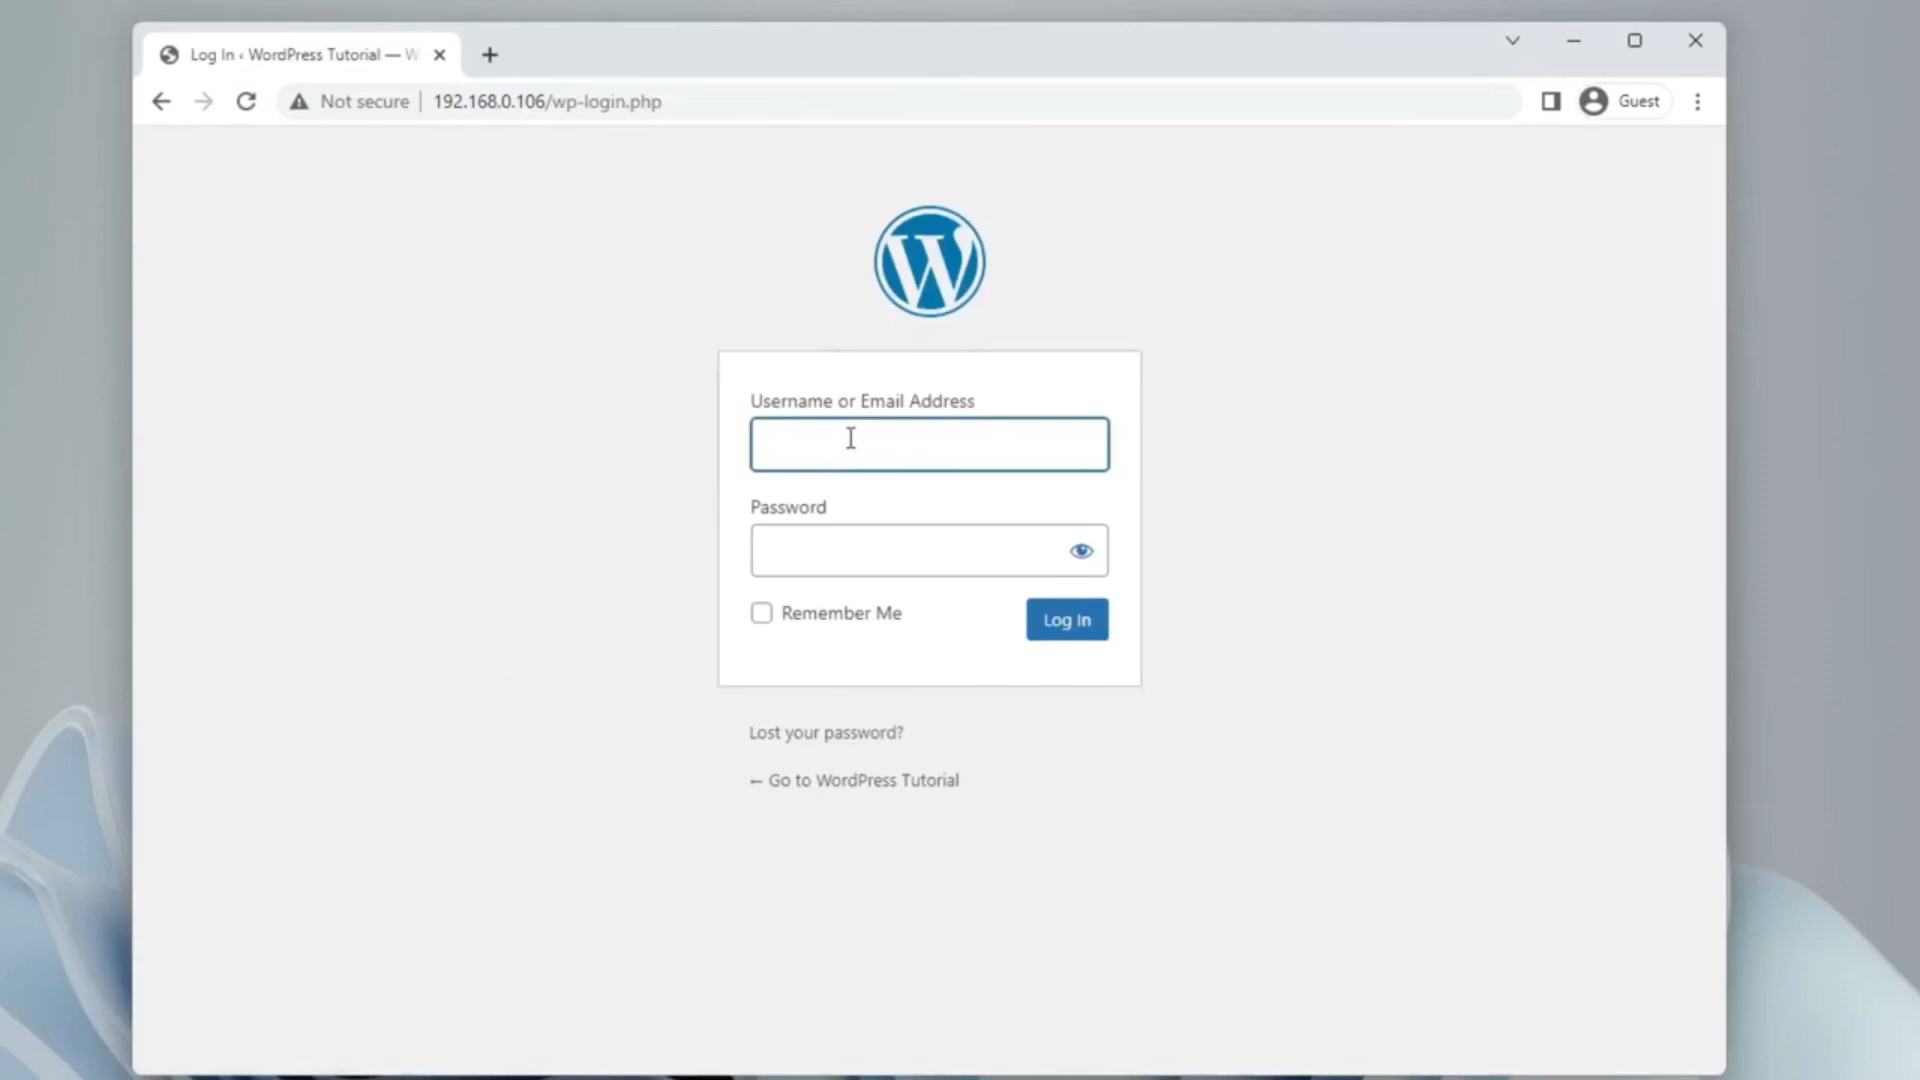 Log In ‹ WordPress Tutorial — W
Not secure
192.168.0.106/wp-login.php
Guest
Username or Email Address
Password
Remember Me
Log In
Lost your password?
← Go to WordPress Tutorial